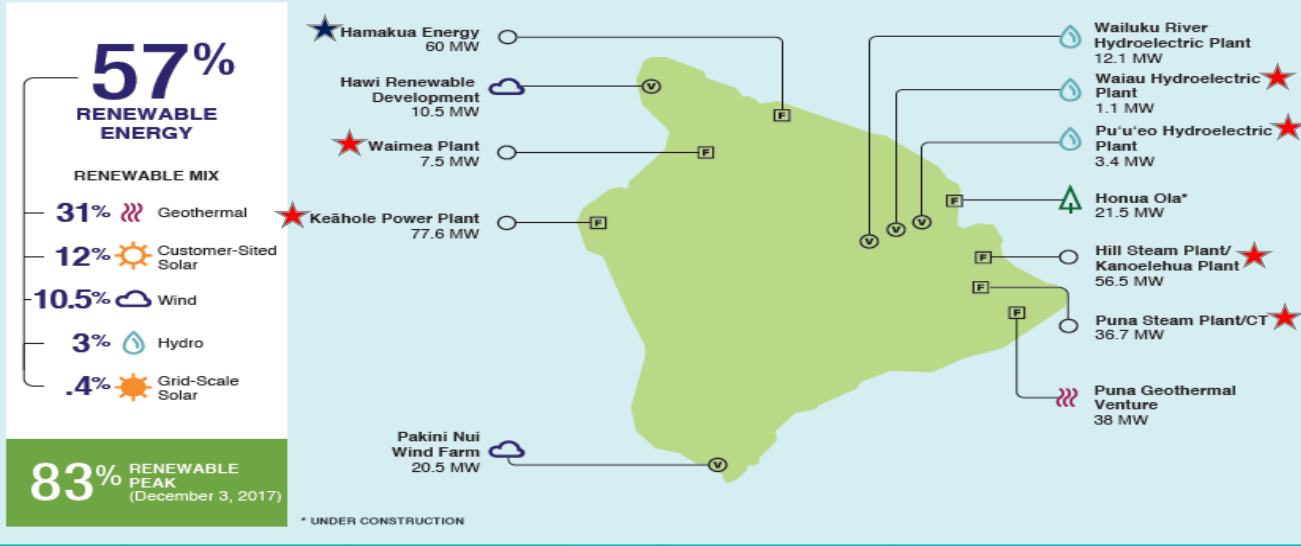 57%
RENEWABLE
ENERGY
RENEWABLE MIX
31% Geothermal
12% Customer-Sited
Solar
10.5% Wind
3% Hydro
.4% Grid-Scale
Solar
83% RENEWABLE
PEAK
(December 3, 2017)
Hamakua Energy
60 MW
Hawi Renewable
Development
10.5 MW
Waimea Plant
7.5 MW
Keāhole Power Plant
77.6 MW
Pakini Nui
Wind Farm
20.5 MW
* UNDER CONSTRUCTION
V
F
F
F
V
V
V
V
F
F
F
F
Wailuku River
Hydroelectric Plant
12.1 MW
Waiau Hydroelectric
Plant
1.1 MW
Pu‘u‘eo Hydroelectric
Plant
3.4 MW
Honua Ola*
21.5 MW
Hill Steam Plant/
Kanoelehua Plant
56.5 MW
Puna Steam Plant/CT
36.7 MW
Puna Geothermal
Venture
38 MW